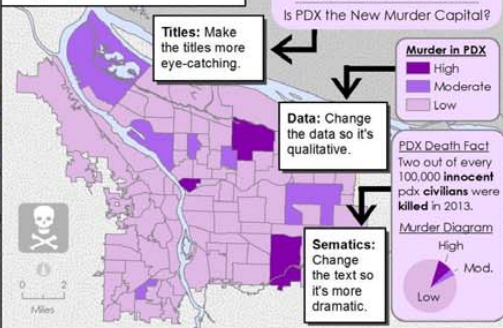 Is PDX the New Murder Capital?
Titles: Make
the titles more
eye-catching.
Murder in PDX
High
Moderate
Low
Data: Change
the data so it's
qualitative.
PDX Death Fact
Two out of every
100,000 innocent
pdx civilians were
killed in 2013.
Murder Diagram
High
Mod.
Low
Sematics:
Change
the text so
it's more
dramatic.
0 2
Miles